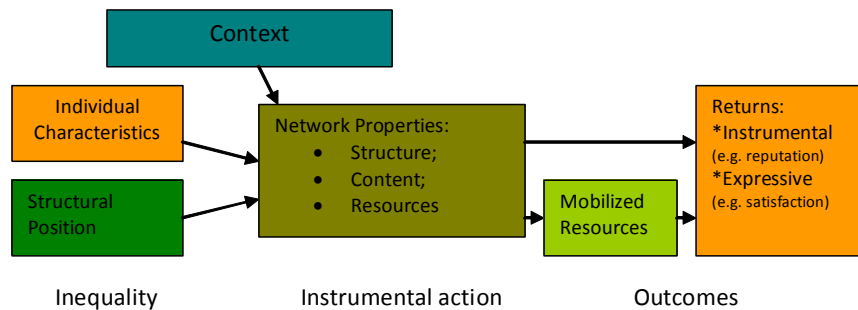 Context
Individual
Characteristics
Structural
Position
Network Properties:
• Structure;
• Content;
• Resources
Mobilized
Resources
Returns:
*Instrumental
(e.g. reputation)
*Expressive
(e.g. satisfaction)
Inequality
Instrumental action
Outcomes